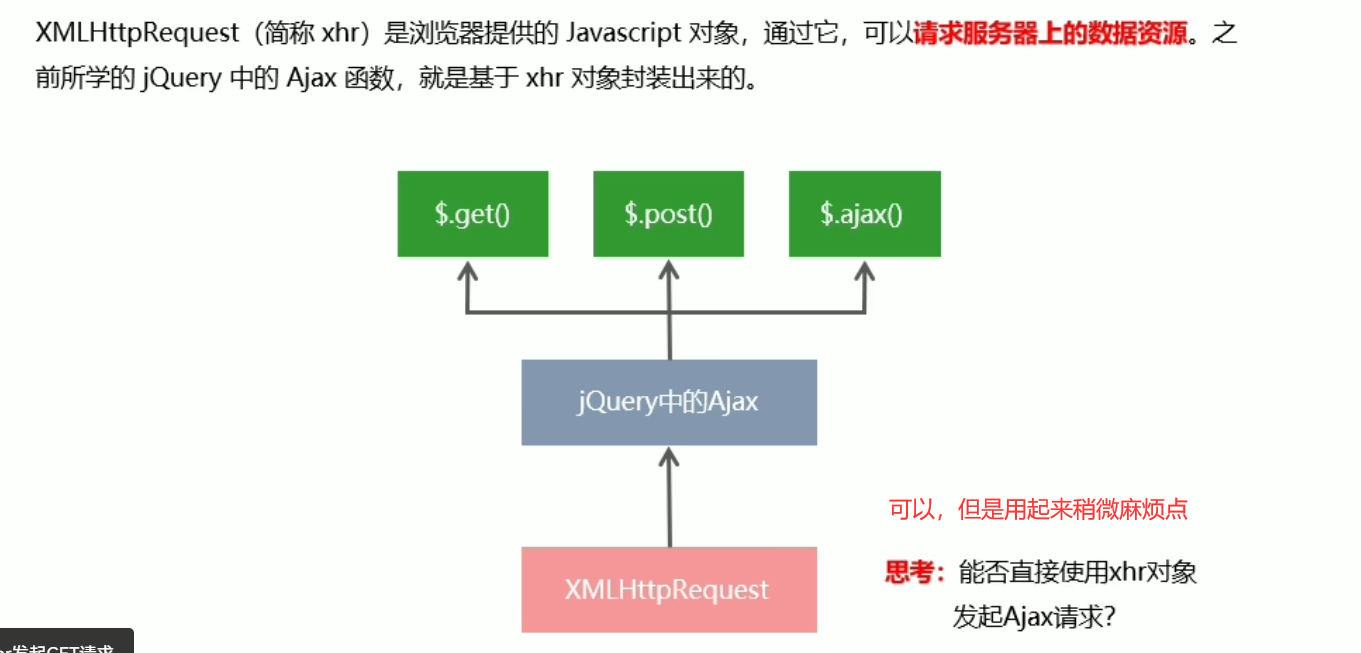 XMLHttpRequest（简称 xhr）是浏览器提供的 Javascript 对象，通过它，可以请求服务器上的数据资源。之
前所学的 jQuery 中的 Ajax 函数，就是基于 xhr 对象封装出来的。
$.get()
$.post()
$.ajax()
jQuery中的Ajax
可以，但是用起来稍微麻烦点
XMLHttpRequest
思考：能否直接使用xhr对象
发起Ajax请求？
发起GET请求